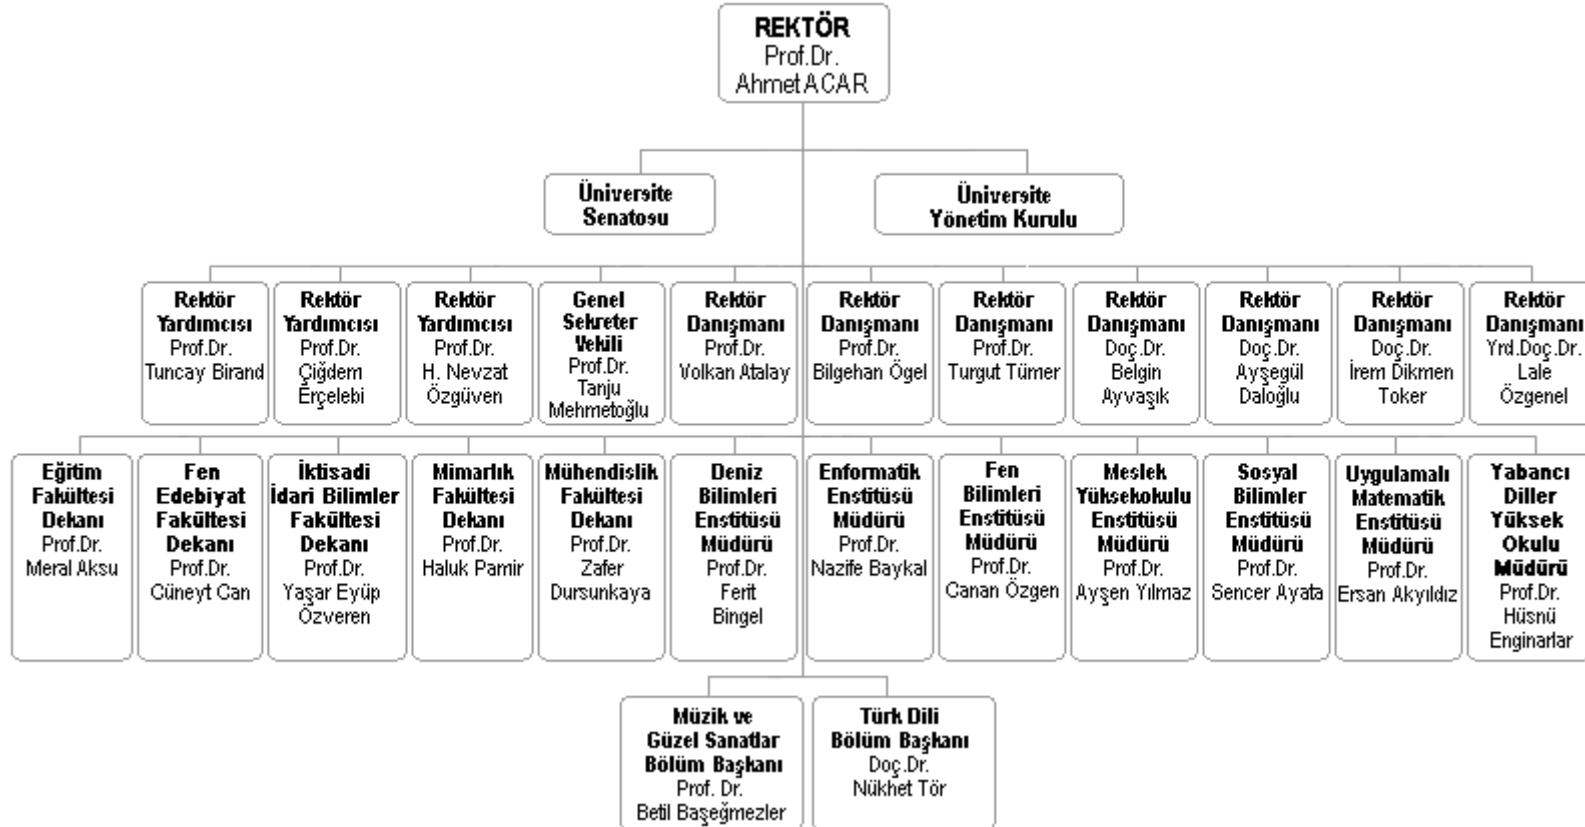 REKTÖR
Prof.Dr.
Ahmet ACAR
Üniversite
Senatosu
Üniversite
Yönetim Kurulu
Rektör
Yardımcısı
Prof.Dr.
Tuncay Birand
Rektör
Yardımcısı
Prof.Dr.
Çiğdem
Erçelebi
Rektör
Yardımcısı
Prof.Dr.
H. Nevzat
Özgüven
Genel
Sekreter
Vekili
Prof.Dr.
Tanju
Mehmetoğlu
Rektör
Danışmanı
Prof.Dr.
Volkan Atalay
Rektör
Danışmanı
Prof.Dr.
Bilgehan Ögel
Rektör
Danışmanı
Prof.Dr.
Turgut Tümer
Rektör
Danışmanı
Doç.Dr.
Belgin
Ayvaşık
Rektör
Danışmanı
Doç.Dr.
Ayşegül
Daloğlu
Rektör
Danışmanı
Doç.Dr.
İrem Dikmen
Toker
Rektör
Danışmanı
Yrd.Doç.Dr.
Lale
Özgenel
Eğitim
Fakültesi
Dekanı
Prof.Dr.
Meral Aksu
Fen
Edebiyat
Fakültesi
Dekanı
Prof.Dr.
Cüneyt Can
İktisadi
İdari Bilimler
Fakültesi
Dekanı
Prof.Dr.
Yaşar Eyüp
Özveren
Mimarlık
Fakültesi
Dekanı
Prof.Dr.
Haluk Pamir
Mühendislik
Fakültesi
Dekanı
Prof.Dr.
Zafer
Dursunkaya
Deniz
Bilimleri
Enstitüsü
Müdürü
Prof.Dr.
Ferit
Bingel
Enformatik
Enstitüsü
Müdürü
Prof.Dr.
Nazife Baykal
Fen
Bilimleri
Enstitüsü
Müdürü
Prof.Dr.
Canan Özgen
Meslek
Yüksekokulu
Enstitüsü
Müdürü
Prof.Dr.
Ayşen Yılmaz
Sosyal
Bilimler
Enstitüsü
Müdürü
Prof.Dr.
Sencer Ayata
Uygulamalı
Matematik
Enstitüsü
Müdürü
Prof.Dr.
Ersan Akyıldız
Yabancı
Diller
Yüksek
Okulu
Müdürü
Prof.Dr.
Hüsnü
Enginarlar
Müzik ve
Güzel Sanatlar
Bölüm Başkanı
Prof. Dr.
Betil Başeğmezler
Türk Dili
Bölüm Başkanı
Doç.Dr.
Nükhet Tör